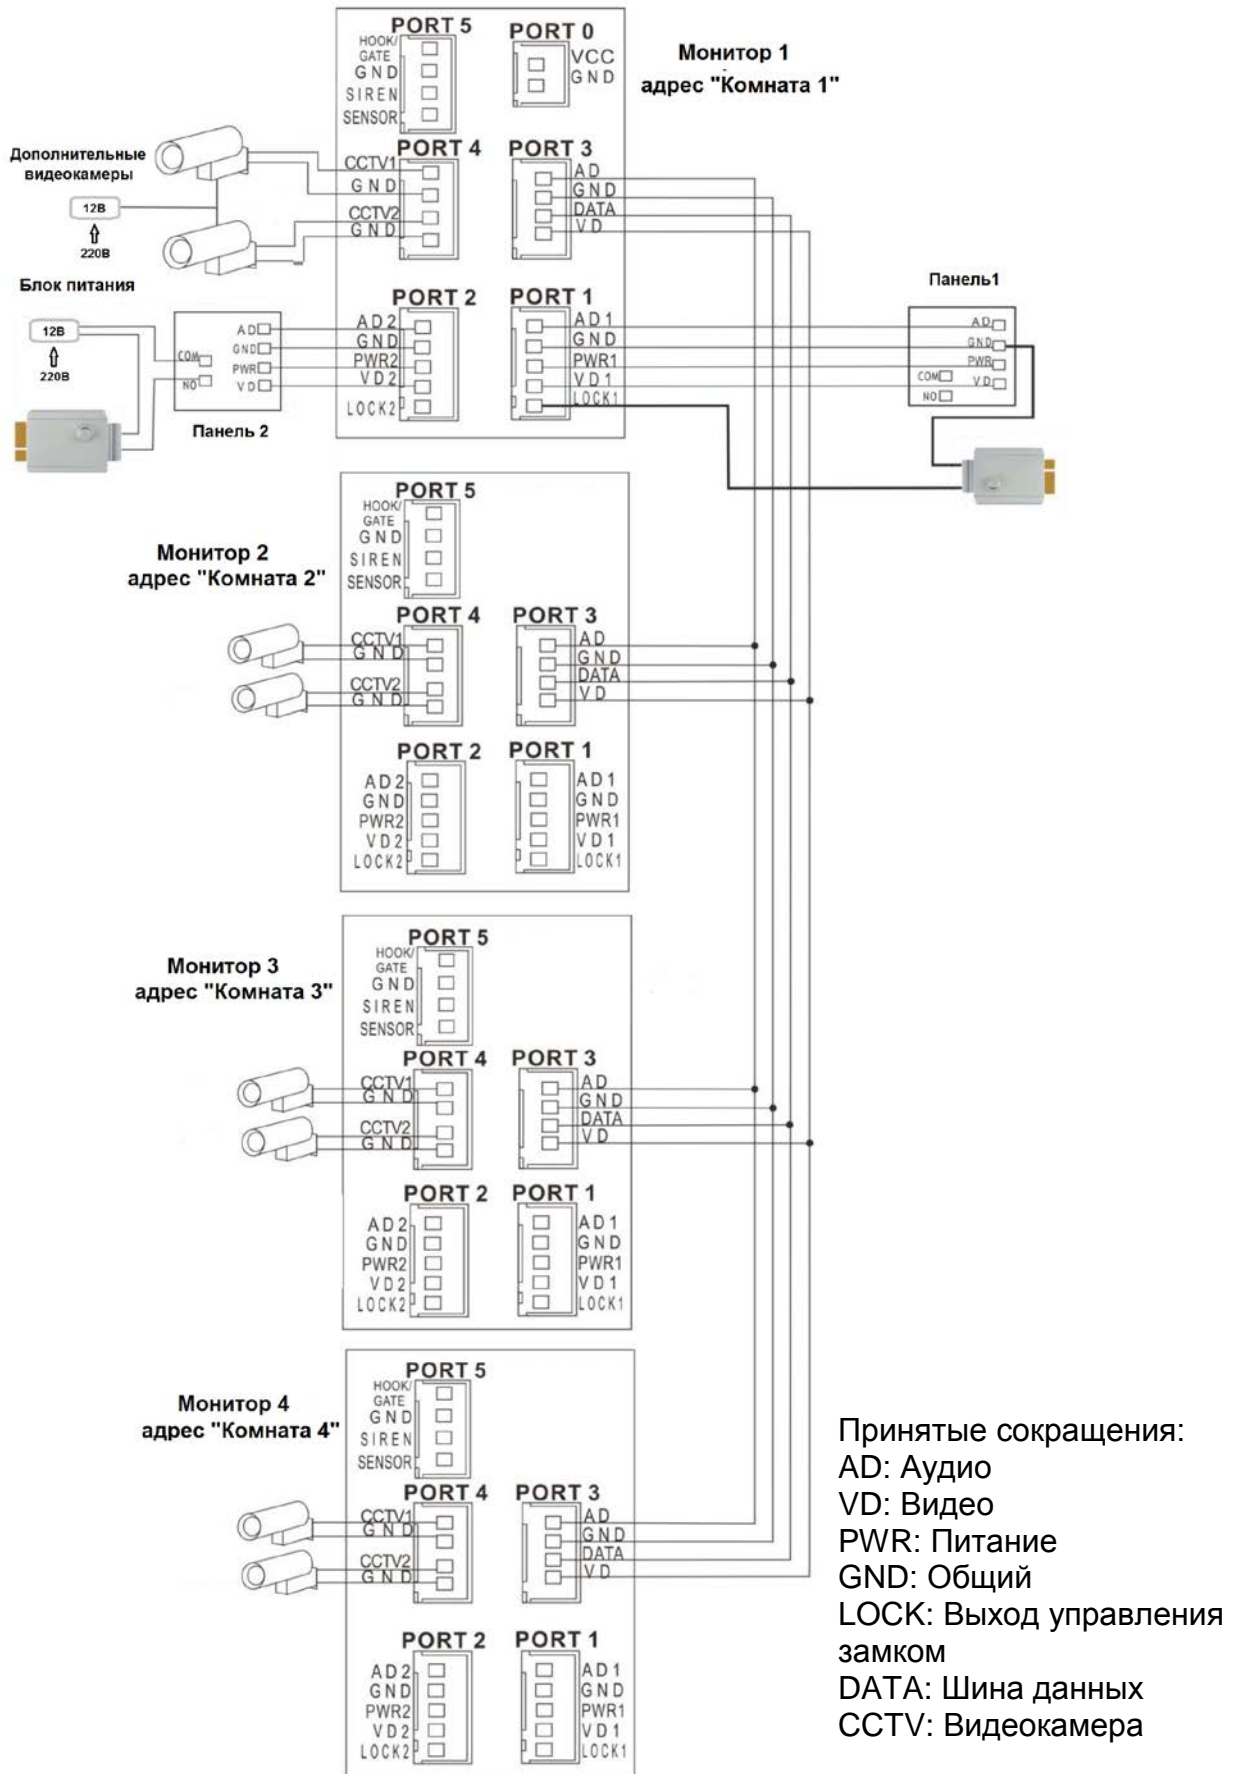 PORT 5
HOOK/
GATE
GND
SIREN
SENSOR
PORT 0
VCC
GND
Монитор 1
адрес "Комната 1"
Дополнительные
видеокамеры
12В
220В
PORT 4
CCTV1
GND
CCTV2
GND
PORT 3
AD
GND
DATA
VD
Блок питания
12В
220В
COM
NO
AD
GND
PWR
VD
Панель 2
PORT 2
AD2
GND
PWR2
VD2
LOCK2
PORT 1
AD1
GND
PWR1
VD1
LOCK1
Панель1
AD
GND
PWR
COM
VD
NO
Монитор 2
адрес "Комната 2"
PORT 5
HOOK/
GATE
GND
SIREN
SENSOR
PORT 4
CCTV1
GND
CCTV2
GND
PORT 3
AD
GND
DATA
VD
PORT 2
AD2
GND
PWR2
VD2
LOCK2
PORT 1
AD1
GND
PWR1
VD1
LOCK1
Монитор 3
адрес "Комната 3"
PORT 5
HOOK/
GATE
GND
SIREN
SENSOR
PORT 4
CCTV1
GND
CCTV2
GND
PORT 3
AD
GND
DATA
VD
PORT 2
AD2
GND
PWR2
VD2
LOCK2
PORT 1
AD1
GND
PWR1
VD1
LOCK1
Монитор 4
адрес "Комната 4"
PORT 5
HOOK/
GATE
GND
SIREN
SENSOR
PORT 4
CCTV1
GND
CCTV2
GND
PORT 3
AD
GND
DATA
VD
PORT 2
AD2
GND
PWR2
VD2
LOCK2
PORT 1
AD1
GND
PWR1
VD1
LOCK1
Принятые сокращения:
AD: Аудио
VD: Видео
PWR: Питание
GND: Общий
LOCK: Выход управления
замком
DATA: Шина данных
CCTV: Видеокамера